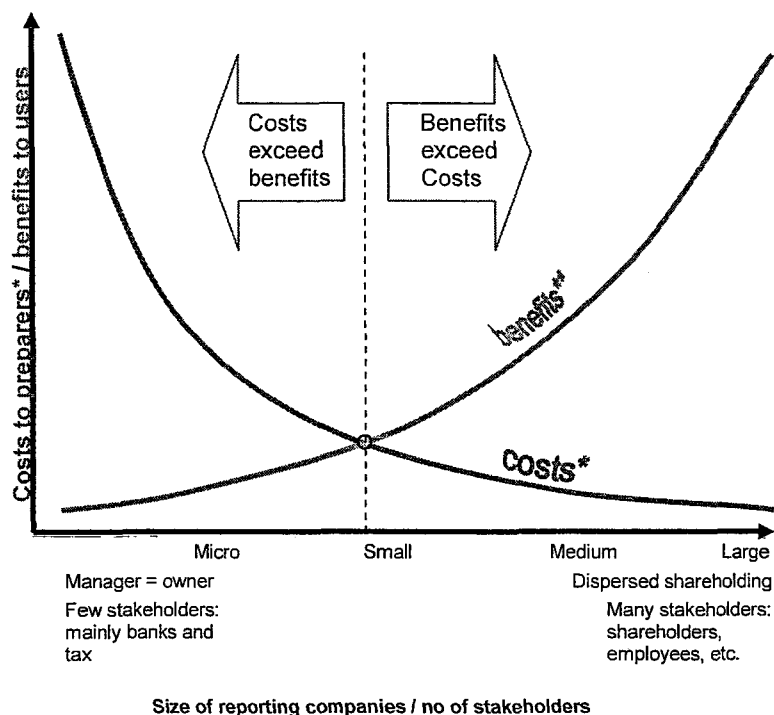 Costs to preparers* / benefits to users
Costs
exceed
benefits
Benefits
exceed
Costs
benefits**
costs*
Micro
Small
Medium
Large
Manager = owner
Dispersed shareholding
Few stakeholders:
mainly banks and
tax
Many stakeholders:
shareholders,
employees, etc.
Size of reporting companies / no of stakeholders